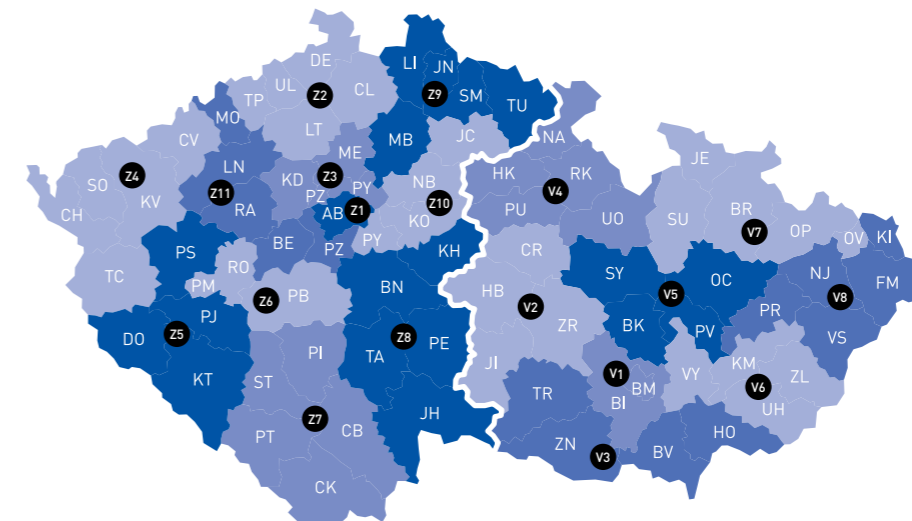 DE
LI
JN
UL
Z2
CL
Z9
SM
TP
TU
MO
LT
CV
MB
JC
NA
ME
JE
LN
SO
Z4
KD
Z3
HK
RK
Z11
PZ
PY
NB
V4
CH
KV
RA
AB
Z1
KO
Z10
PU
UO
SU
BR
V7
OP
PY
BE
PZ
KH
CR
OV
KI
PS
RO
SY
OC
NJ
FM
TC
PM
PB
BN
HB
V5
V8
Z6
V2
PR
PJ
ZR
BK
PV
DO
Z5
Z8
PE
VS
PI
TA
JI
KM
ZL
KT
ST
V1
BM
VY
V6
TR
BI
UH
JH
Z7
CB
HO
PT
ZN
V3
BV
CK